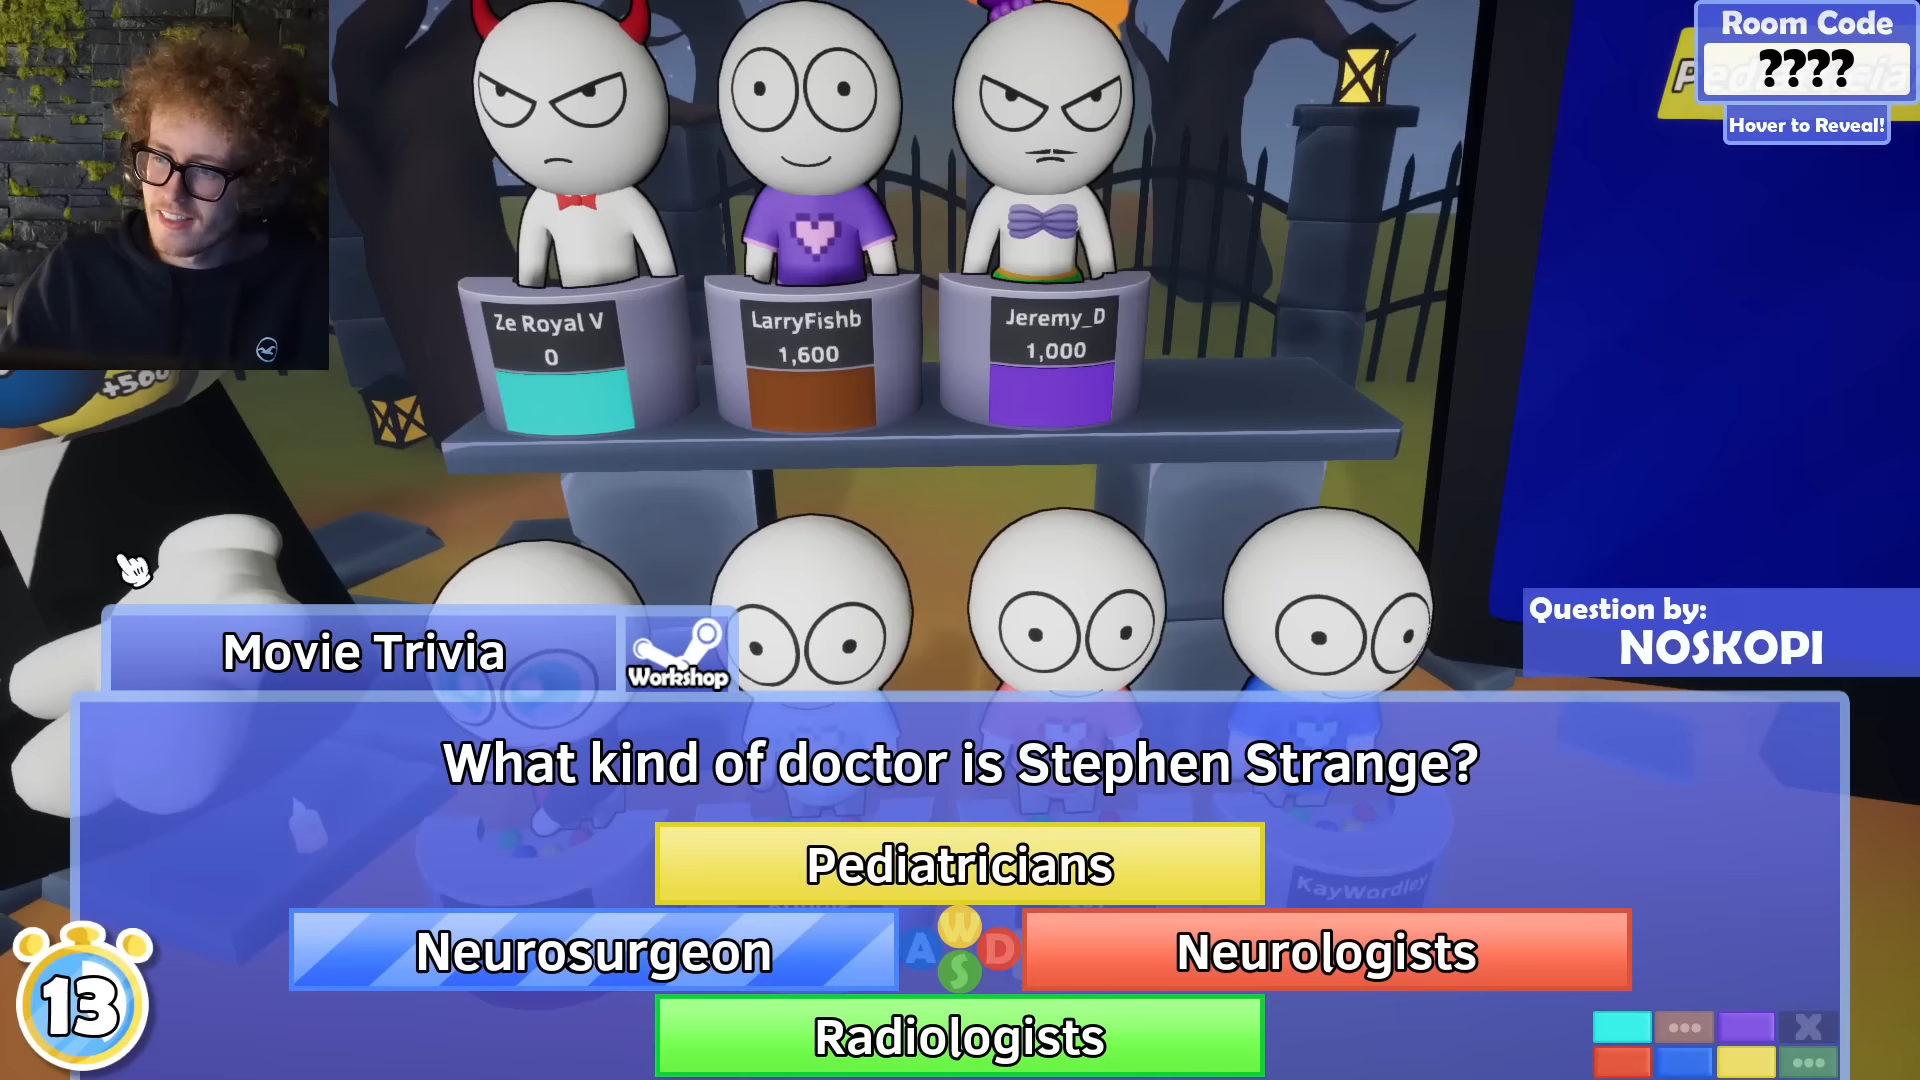 Room Code
????
Hover to Reveal!
Ze Royal V
0
LarryFishb
1,600
Jeremy_D
1,000
+500
Question by:
NOSKOPI
Movie Trivia
Workshop
What kind of doctor is Stephen Strange?
Pediatricians
KayWordley
Neurosurgeon
W
A
D
S
Neurologists
Radiologists
13
...
X
...